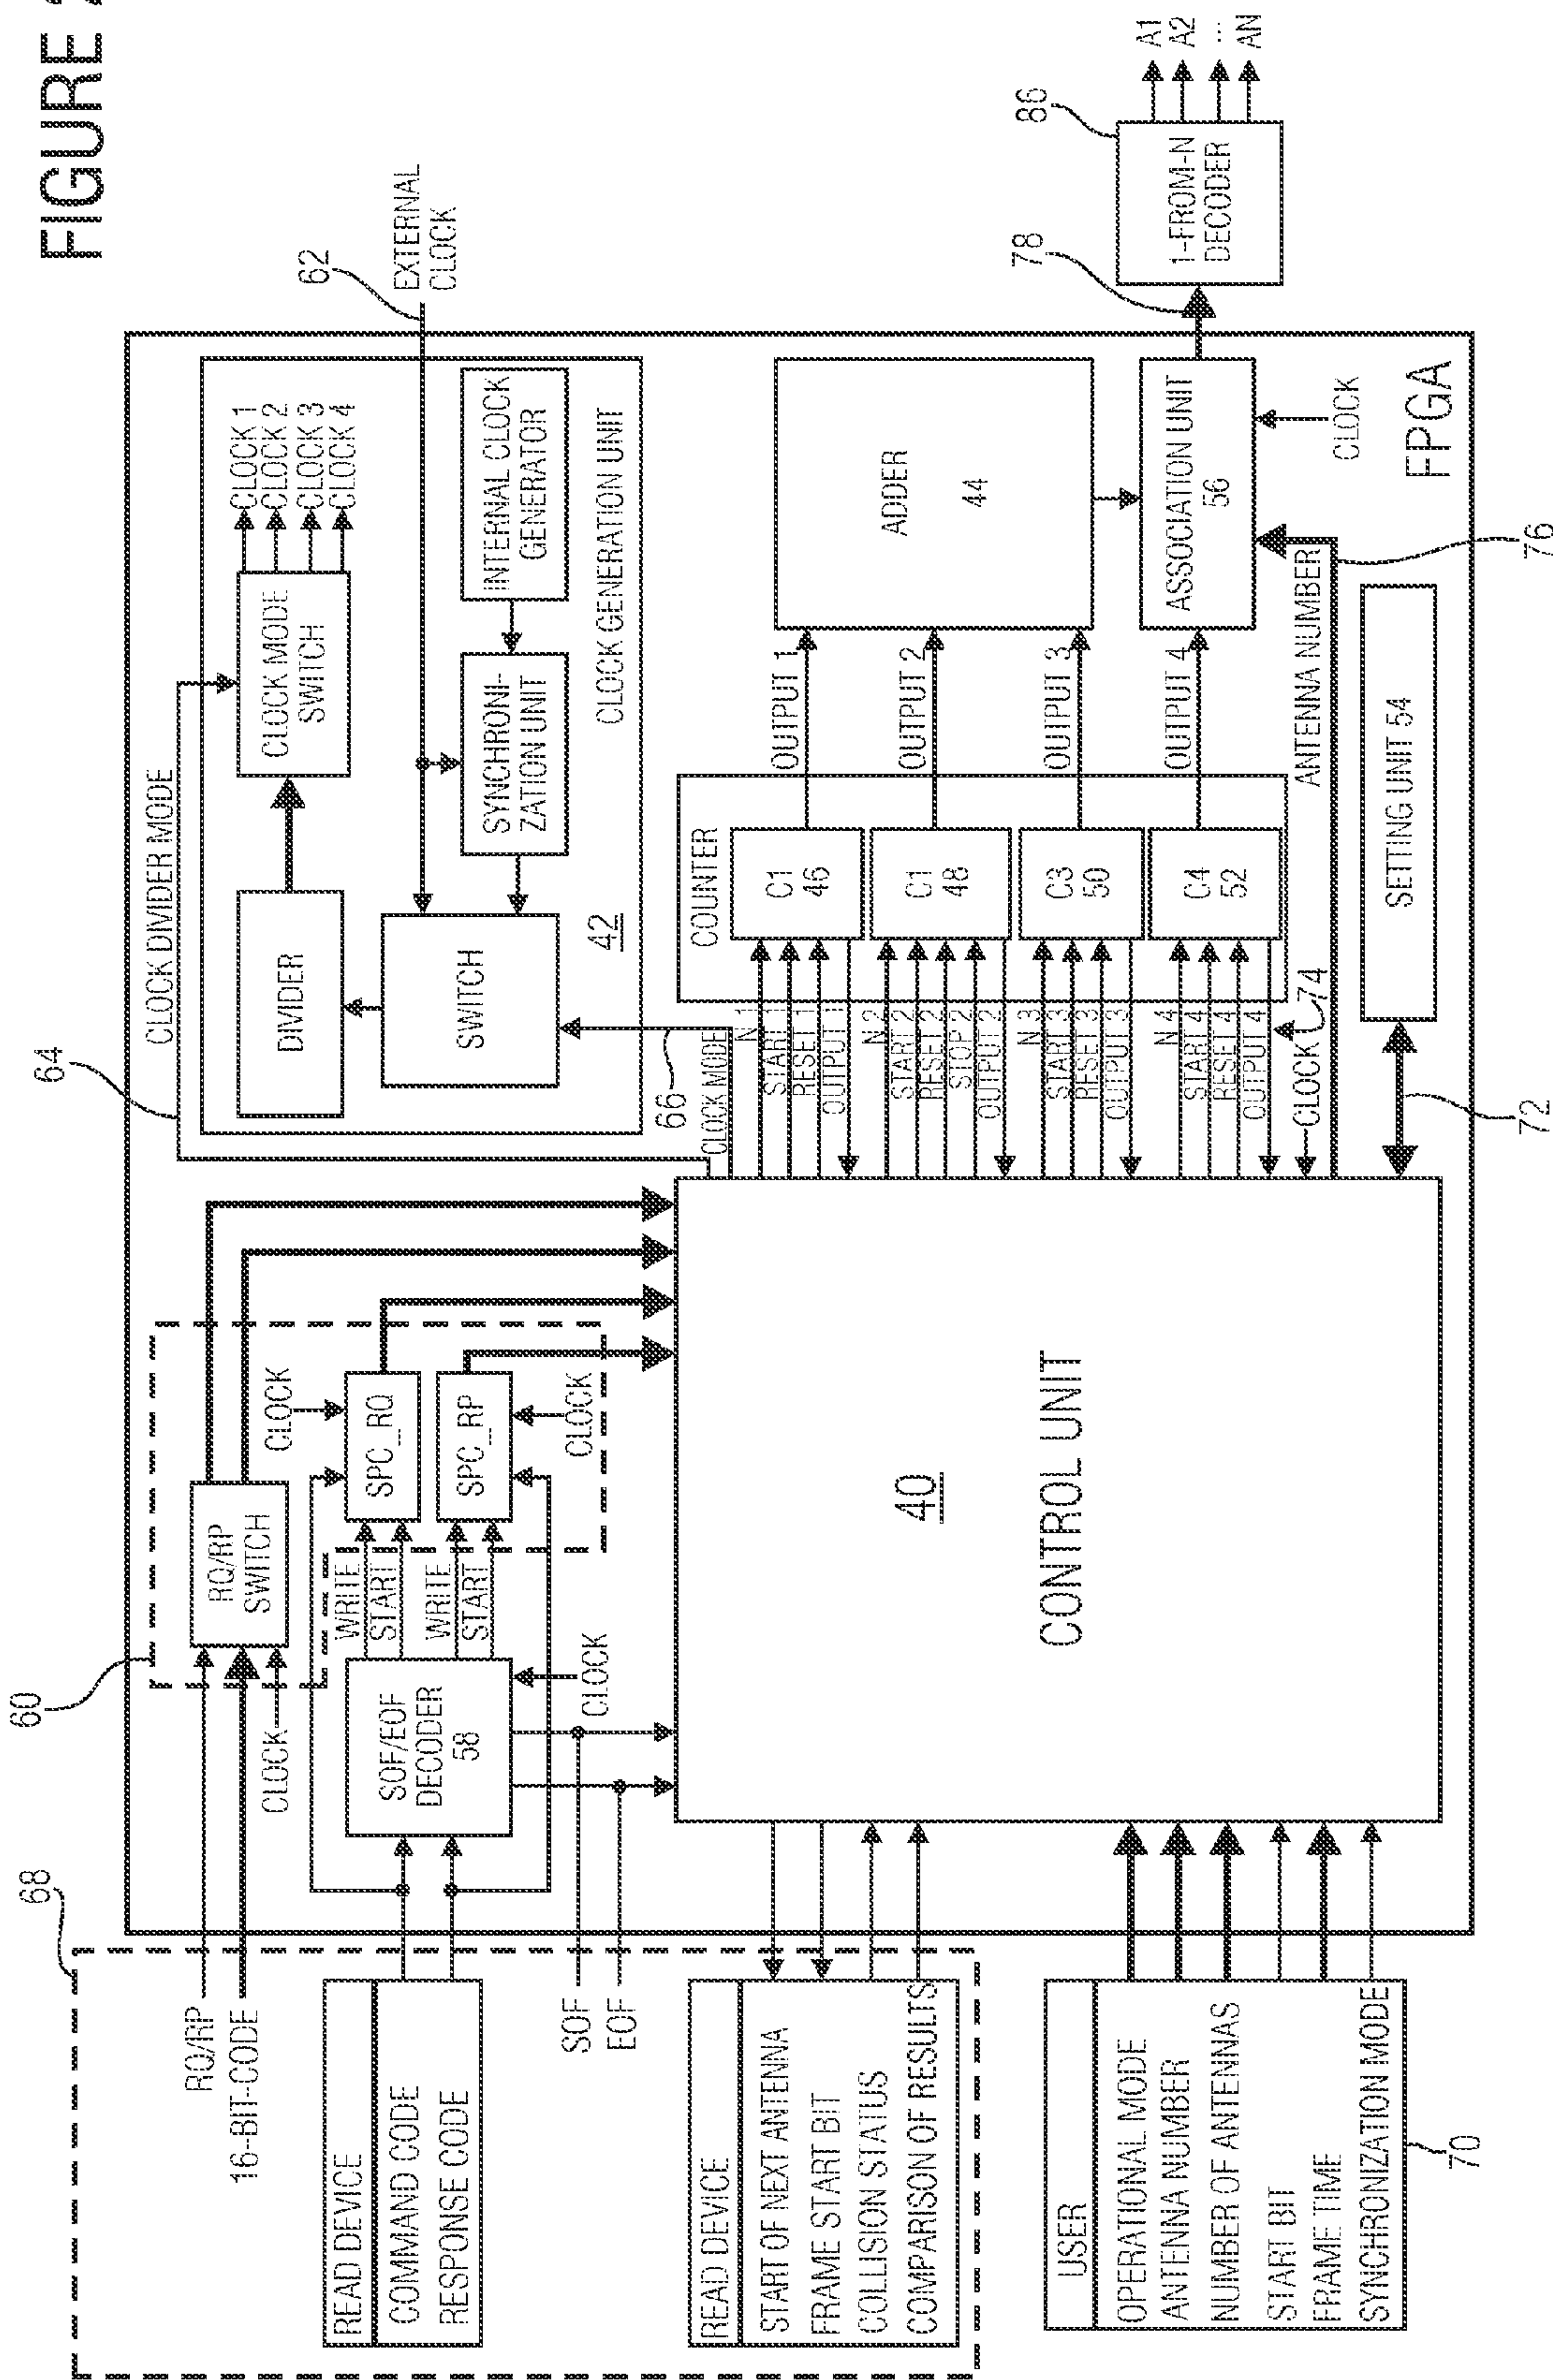 FIGURE
68
60
64
62
RQ/RP
16-BIT-CODE
CLOCK
RQ/RP
SWITCH
CLOCK DIVIDER MODE
DIVIDER
CLOCK MODE
SWITCH
CLOCK 1
CLOCK 2
CLOCK 3
CLOCK 4
EXTERNAL
CLOCK
READ DEVICE
COMMAND CODE
RESPONSE CODE
SOF/EOF
DECODER
58
WRITE
START
WRITE
START
CLOCK
CLOCK
SPC_RQ
SPC_RP
CLOCK
SWITCH
SYNCHRONI-
ZATION UNIT
INTERNAL CLOCK
GENERATOR
42
CLOCK GENERATION UNIT
SOF
EOF
66
CLOCK MODE
READ DEVICE
START OF NEXT ANTENNA
FRAME START BIT
COLLISION STATUS
COMPARISON OF RESULTS
40
CONTROL UNIT
N 1
START 1
RESET 1
OUTPUT 1
N 2
START 2
RESET 2
STOP 2
OUTPUT 2
N 3
START 3
RESET 3
OUTPUT 3
N 4
START 4
RESET 4
OUTPUT 4
CLOCK
74
COUNTER
C1
46
C1
48
C3
50
C4
52
OUTPUT 1
OUTPUT 2
OUTPUT 3
OUTPUT 4
ADDER
44
ASSOCIATION UNIT
56
CLOCK
ANTENNA NUMBER
76
78
86
1-FROM-N
DECODER
A1
A2
...
AN
USER
OPERATIONAL MODE
ANTENNA NUMBER
NUMBER OF ANTENNAS
START BIT
FRAME TIME
SYNCHRONIZATION MODE
70
72
SETTING UNIT 54
FPGA